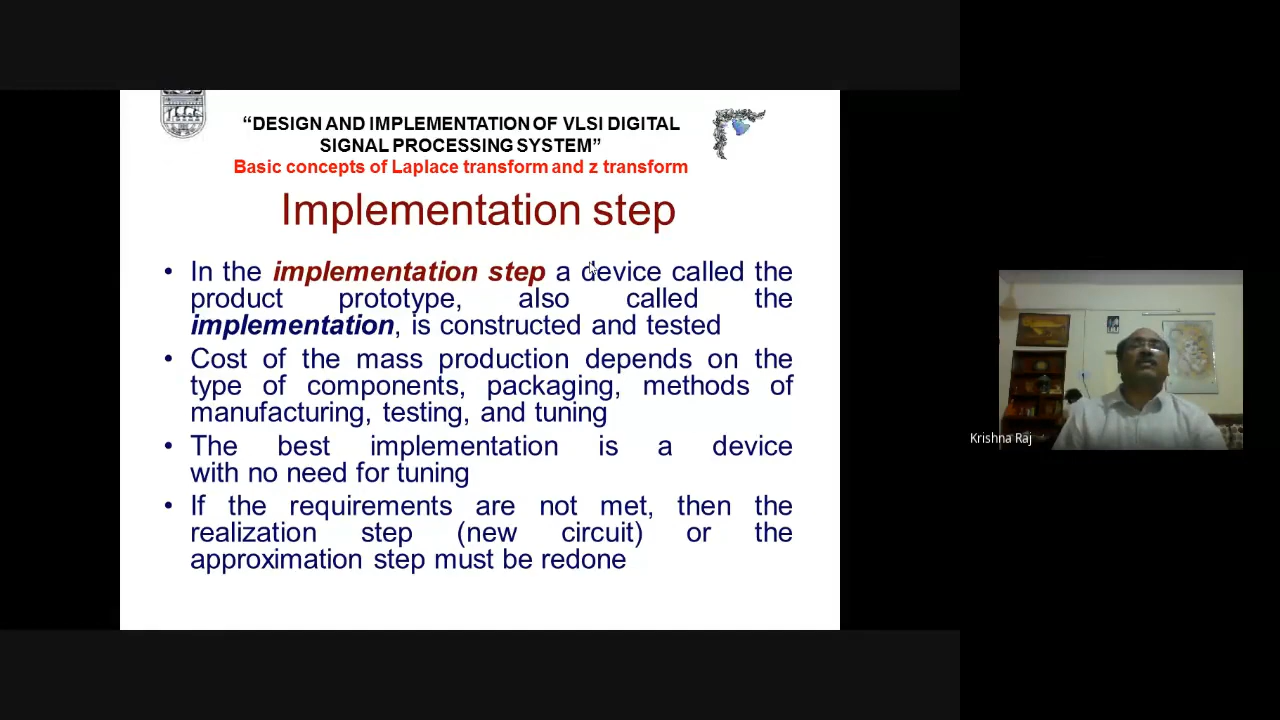 “DESIGN AND IMPLEMENTATION OF VLSI DIGITAL
SIGNAL PROCESSING SYSTEM”
Basic concepts of Laplace transform and z transform
Implementation step
• In the implementation step a device called the
product prototype, also called the
implementation, is constructed and tested
• Cost of the mass production depends on the
type of components, packaging, methods of
manufacturing, testing, and tuning
• The best implementation is a device
with no need for tuning
• If the requirements are not met, then the
realization step (new circuit) or the
approximation step must be redone
Krishna Raj